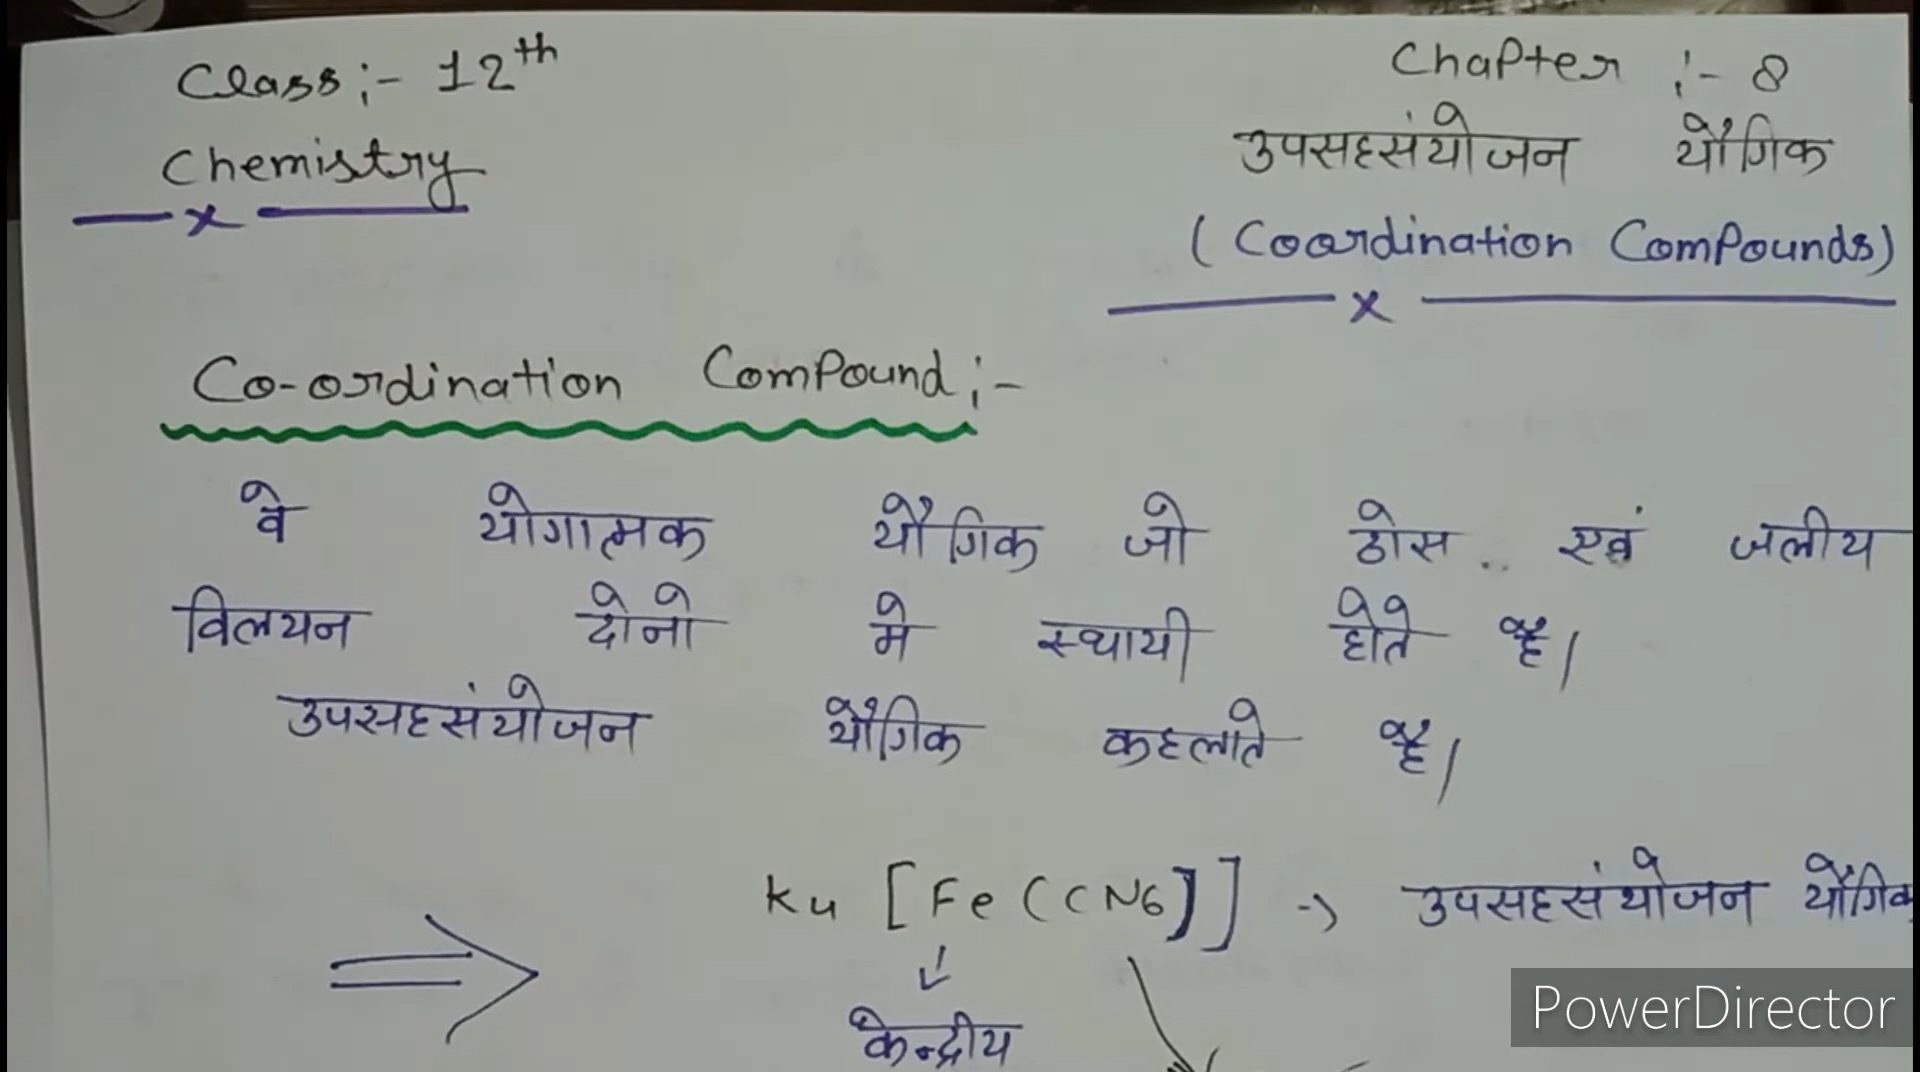 Class :- 12th
Chemistry
Chapter :- 8
उपसहसंयोजन यौगिक
(Coordination Compounds)
Co-ordination Compound :-
वे योगात्मक यौगिक जो ठोस एवं जलीय
विलयन दोनो मे स्थायी होते है।
उपसहसंयोजन यौगिक कहलाते है।
K4 [Fe(CN6)] → उपसहसंयोजन यौगिक
केन्द्रीय
PowerDirector